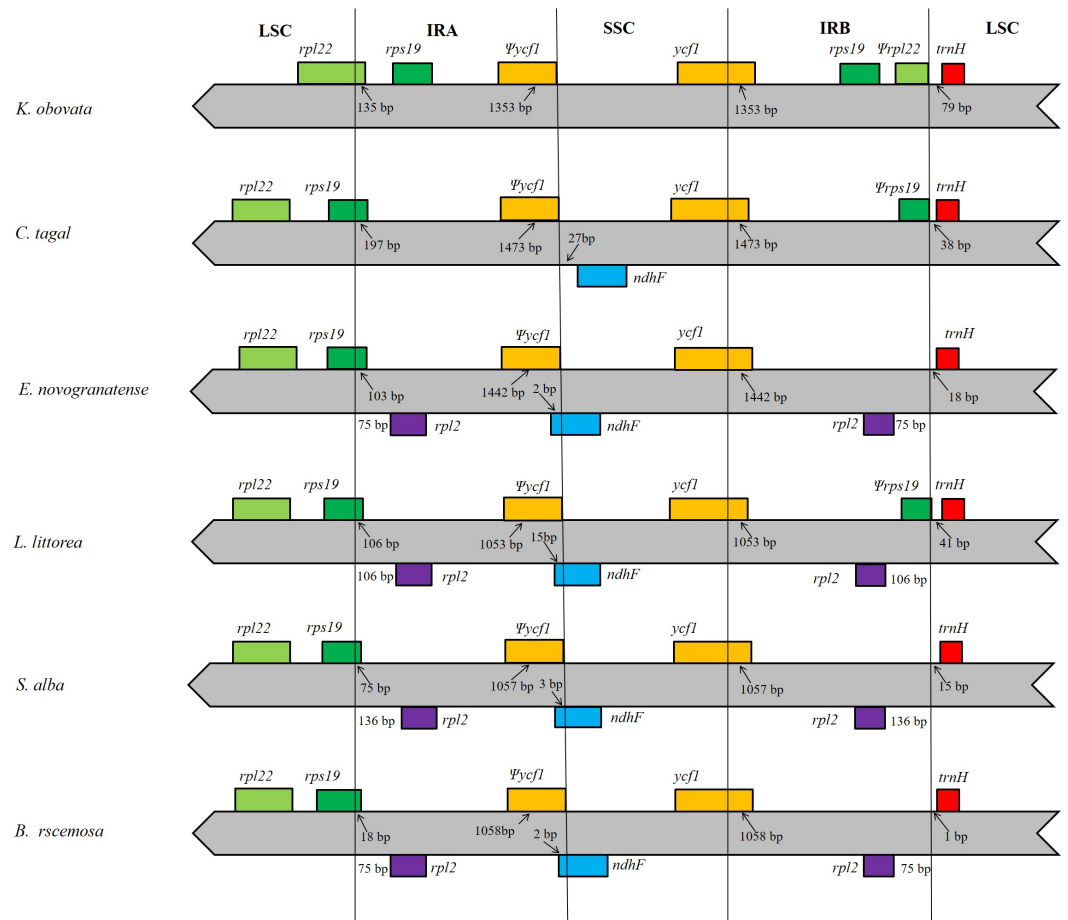 LSC IRA SSC IRB LSC
rpl22 rps19 Ψycf1 ycf1 rps19 Ψrpl22 trnH
K. obovata
135 bp 1353 bp 1353 bp 79 bp
rpl22 rps19 Ψycf1 ycf1 Ψrps19 trnH
C. tagal
197 bp 1473 bp 27bp 1473 bp 38 bp
ndhF
rpl22 rps19 Ψycf1 ycf1 trnH
E. novogranatense
103 bp 1442 bp 2 bp 1442 bp 18 bp
75 bp rpl2 ndhF rpl2 75 bp
rpl22 rps19 Ψycf1 ycf1 Ψrps19 trnH
L. littorea
106 bp 1053 bp 15bp 1053 bp 41 bp
106 bp rpl2 ndhF rpl2 106 bp
rpl22 rps19 Ψycf1 ycf1 trnH
S. alba
75 bp 1057 bp 3 bp 1057 bp 15 bp
136 bp rpl2 ndhF rpl2 136 bp
rpl22 rps19 Ψycf1 ycf1 trnH
B. rscemosa
18 bp 1058bp 2 bp 1058 bp 1 bp
75 bp rpl2 ndhF rpl2 75 bp